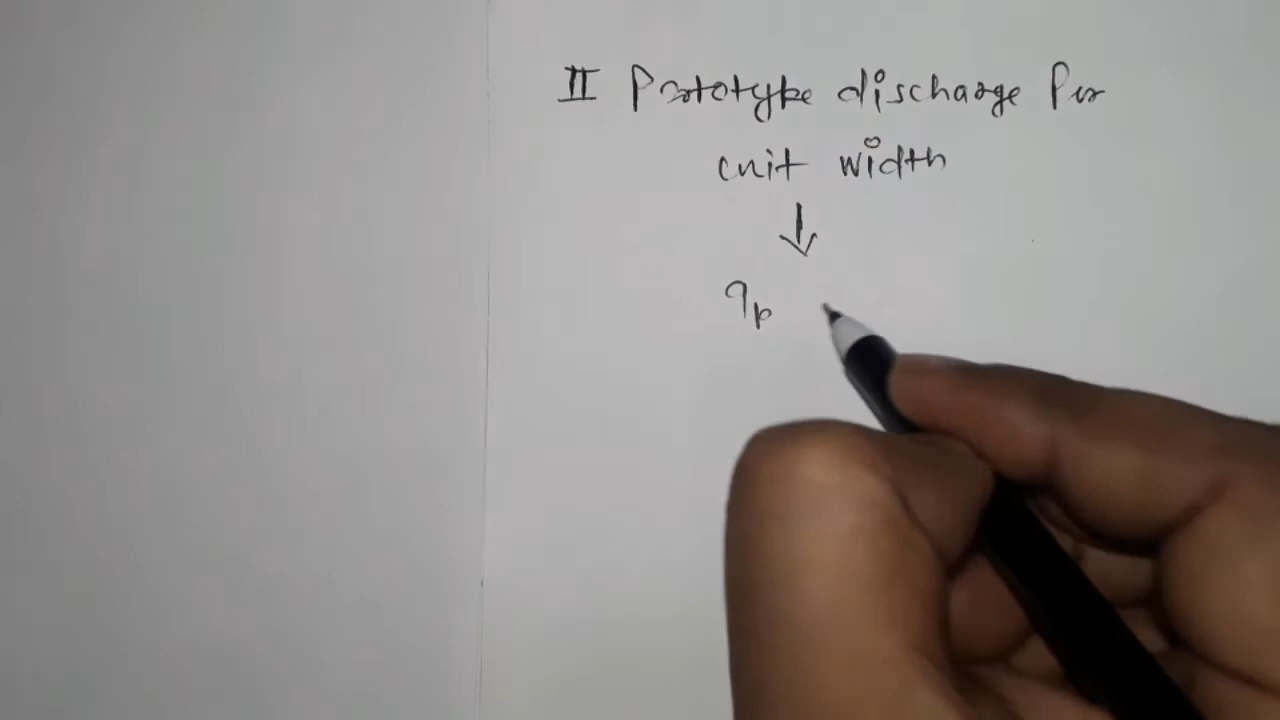 II Prototype discharge Per
unit width
↓
qp